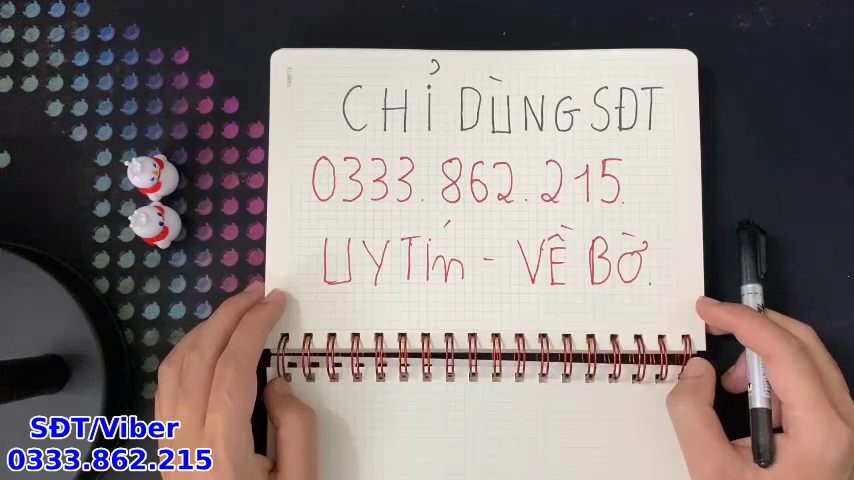 CHỈ DÙNG SĐT
0333.862.215.
UY Tín - VỀ BỜ.
SĐT/Viber
0333.862.215